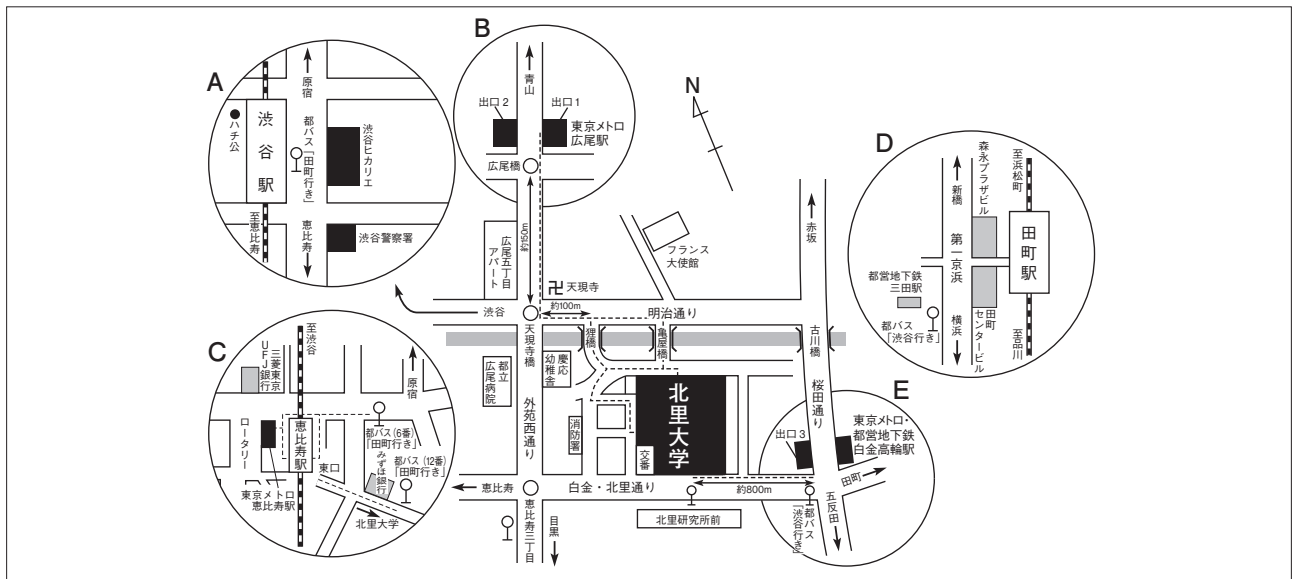 A
原宿
ハチ公
渋谷駅
都バス「田町行き」
渋谷ヒカリエ
至恵比寿
恵比寿
渋谷警察署
B
青山
出口2
出口1
東京メトロ
広尾駅
広尾橋
約750m
広尾五丁目
アパート
卍 天現寺
N
フランス
大使館
赤坂
D
新橋
森永プラザビル
至浜松町
第一京浜
田町駅
都営地下鉄
三田駅
都バス
「渋谷行き」
横浜
田町
センタービル
至品川
渋谷
約100m
明治通り
天現寺橋
狸橋
亀屋橋
古川橋
都立
広尾病院
慶応
幼稚舎
外苑西通り
消防署
北里大学
交番
桜田通り
C
至渋谷
三菱東京
UFJ銀行
原宿
ロータリー
恵比寿駅
都バス(6番)
「田町行き」
東口
みずほ銀行
都バス(12番)
「田町行き」
東京メトロ
恵比寿駅
北里大学
E
東京メトロ・
都営地下鉄
白金高輪駅
出口3
田町
恵比寿
白金・北里通り
約800m
恵比寿三丁目
目黒
北里研究所前
都バス
「渋谷行き」
五反田